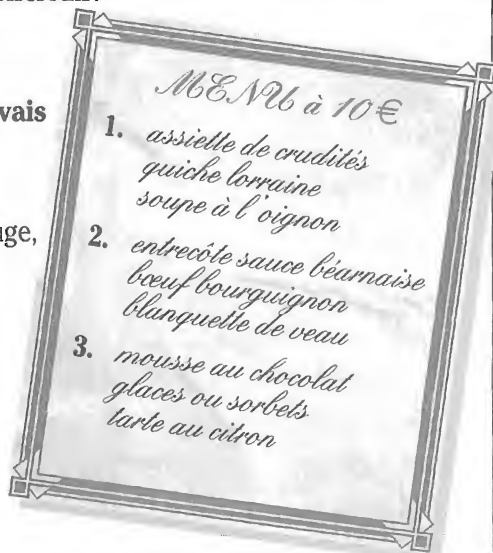 vais
uge,
MENU à 10 €
1. assiette de crudités
quiche lorraine
soupe à l'oignon
2. entrecôte sauce béarnaise
bœuf bourguignon
blanquette de veau
3. mousse au chocolat
glaces ou sorbets
tarte au citron